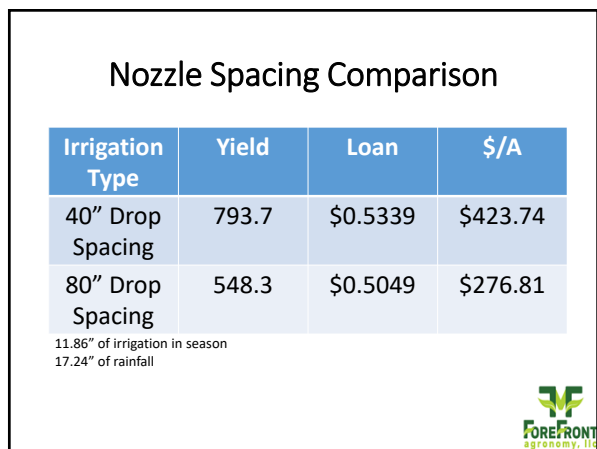 Nozzle Spacing Comparison
Irrigation Type Yield Loan $/A
40” Drop Spacing 793.7 $0.5339 $423.74
80” Drop Spacing 548.3 $0.5049 $276.81
11.86” of irrigation in season
17.24” of rainfall
FOREFRONT
agronomy, llc